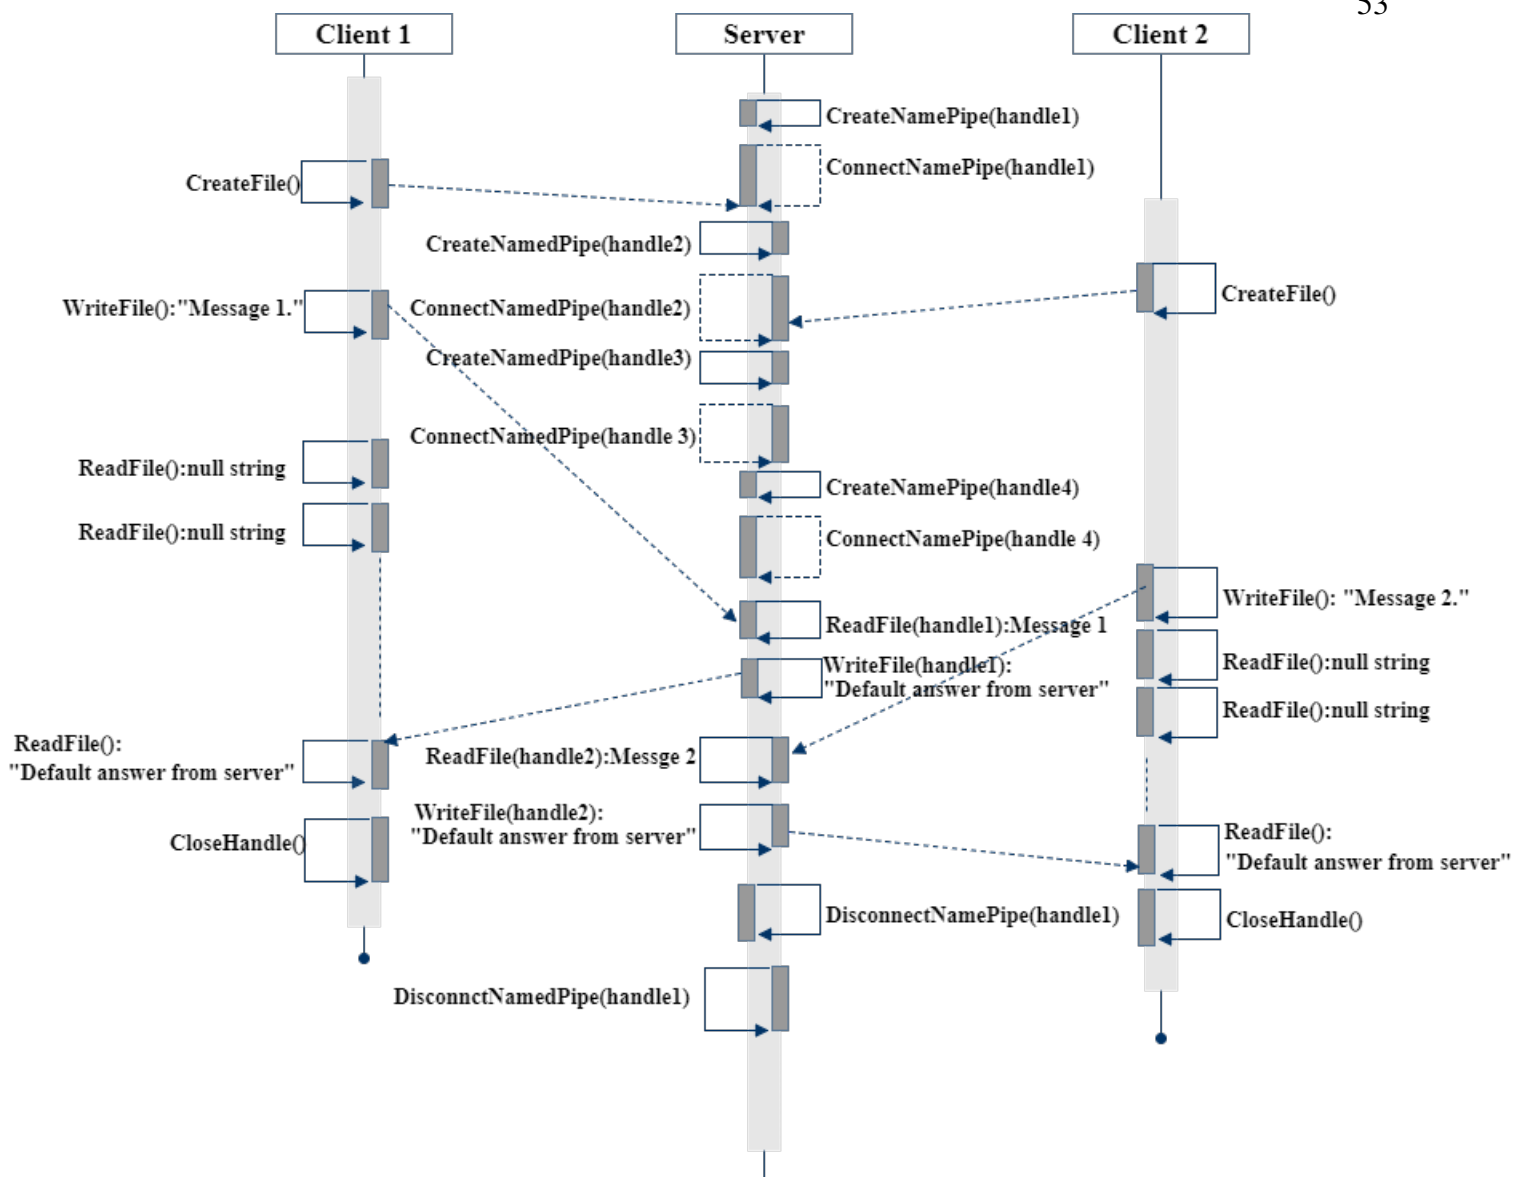 53
Client 1
Server
Client 2
CreateNamePipe(handle1)
ConnectNamePipe(handle1)
CreateFile()
CreateNamedPipe(handle2)
CreateFile()
WriteFile():"Message 1."
ConnectNamedPipe(handle2)
CreateNamedPipe(handle3)
ConnectNamedPipe(handle 3)
ReadFile():null string
CreateNamePipe(handle4)
ReadFile():null string
ConnectNamePipe(handle 4)
WriteFile(): "Message 2."
ReadFile(handle1):Message 1
ReadFile():null string
WriteFile(handle1):
"Default answer from server"
ReadFile():null string
ReadFile():
"Default answer from server"
ReadFile(handle2):Messge 2
WriteFile(handle2):
"Default answer from server"
ReadFile():
"Default answer from server"
CloseHandle()
DisconnectNamePipe(handle1)
CloseHandle()
DisconnctNamedPipe(handle1)